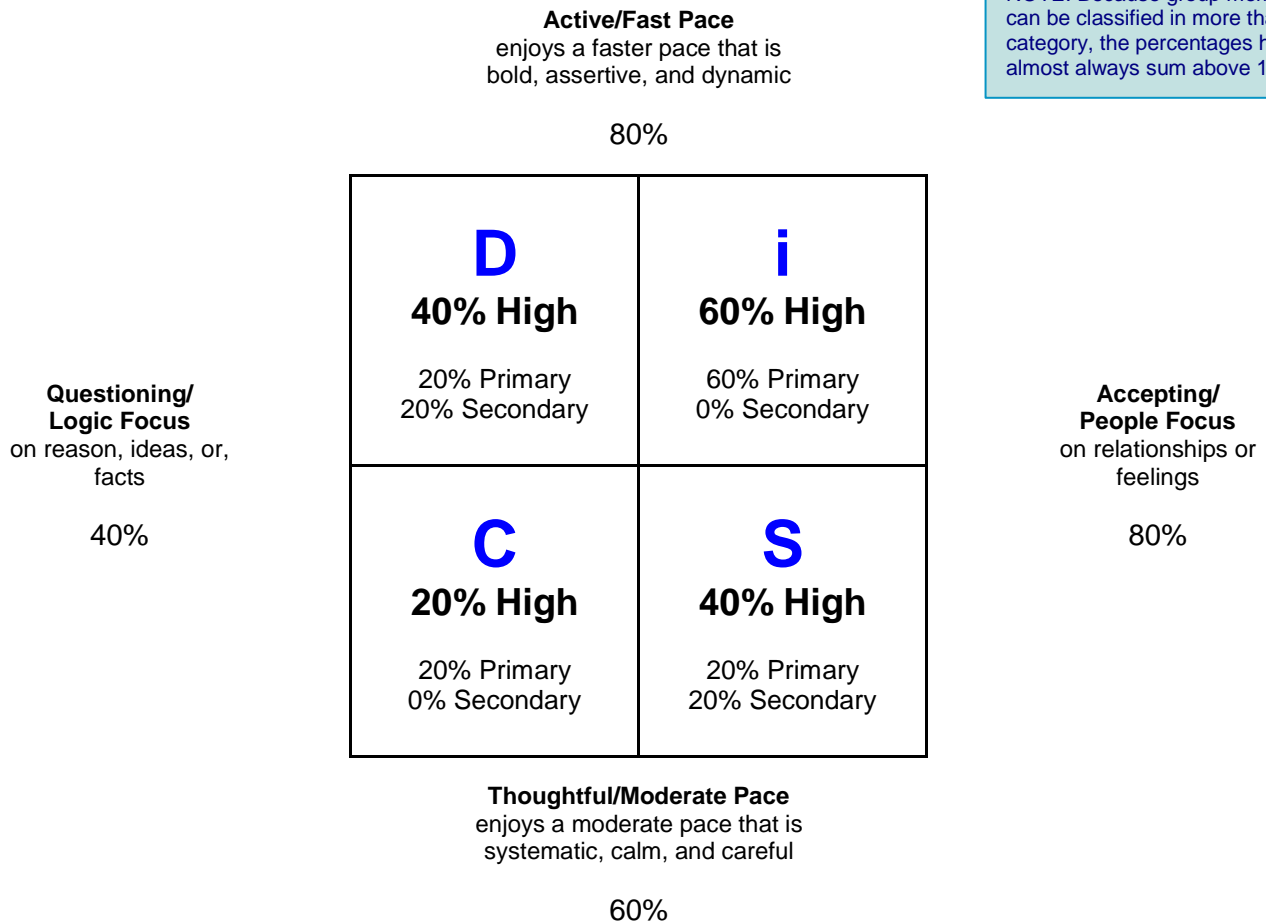 Active/Fast Pace
enjoys a faster pace that is
bold, assertive, and dynamic
80%
can be classified in more
category, the percentages
almost always sum above
D
40% High
20% Primary
20% Secondary
i
60% High
60% Primary
0% Secondary
Questioning/
Logic Focus
on reason, ideas, or,
facts
40%
Accepting/
People Focus
on relationships or
feelings
80%
C
20% High
20% Primary
0% Secondary
S
40% High
20% Primary
20% Secondary
Thoughtful/Moderate Pace
enjoys a moderate pace that is
systematic, calm, and careful
60%